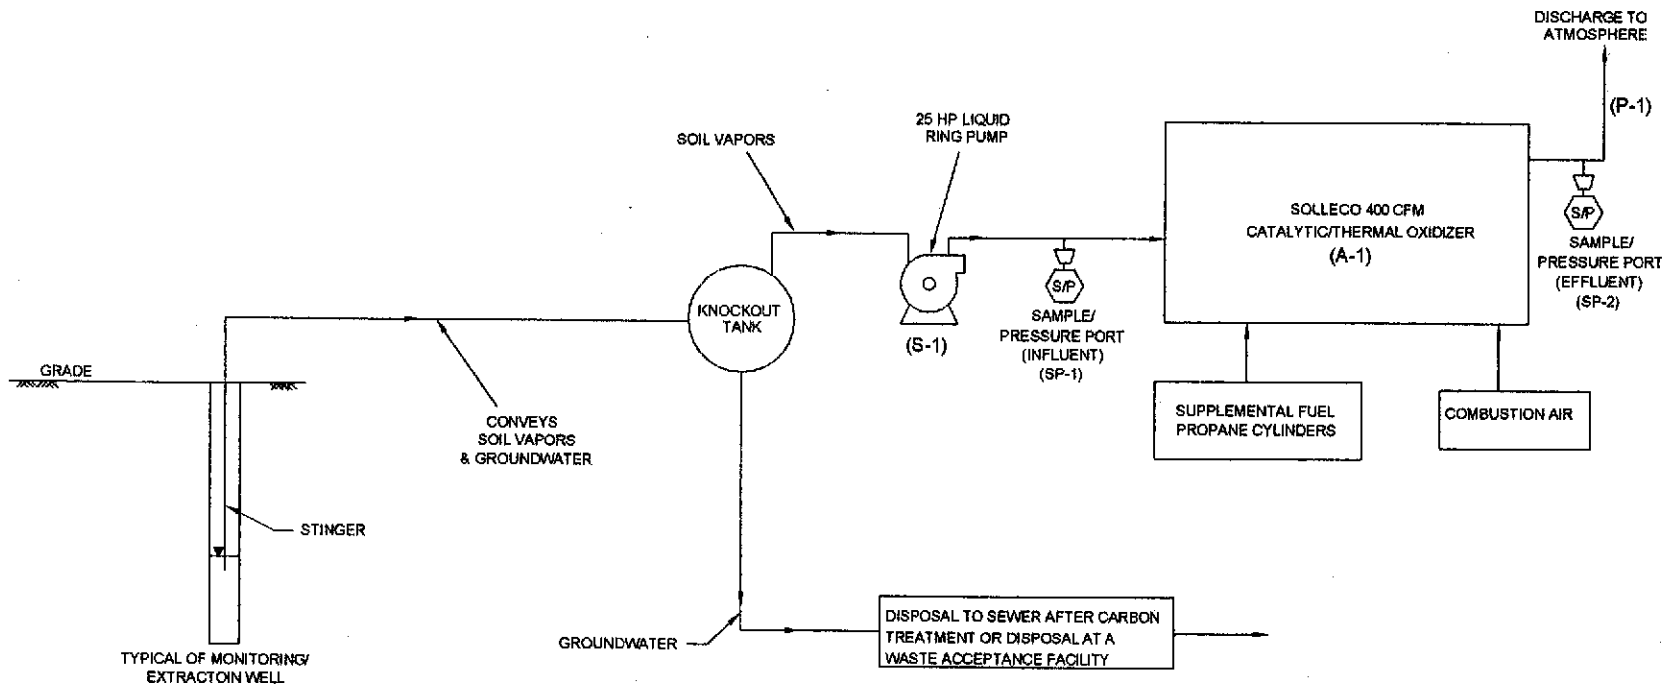 DISCHARGE TO
ATMOSPHERE
(P-1)
25 HP LIQUID
RING PUMP
SOIL VAPORS
SOLLECO 400 CFM
CATALYTIC/THERMAL OXIDIZER
(A-1)
S/P
SAMPLE/
PRESSURE PORT
(EFFLUENT)
(SP-2)
S/P
SAMPLE/
PRESSURE PORT
(INFLUENT)
(SP-1)
(S-1)
KNOCKOUT
TANK
GRADE
CONVEYS
SOIL VAPORS
& GROUNDWATER
SUPPLEMENTAL FUEL
PROPANE CYLINDERS
COMBUSTION AIR
STINGER
GROUNDWATER
DISPOSAL TO SEWER AFTER CARBON
TREATMENT OR DISPOSAL AT A
WASTE ACCEPTANCE FACILITY
TYPICAL OF MONITORING/
EXTRACTOIN WELL